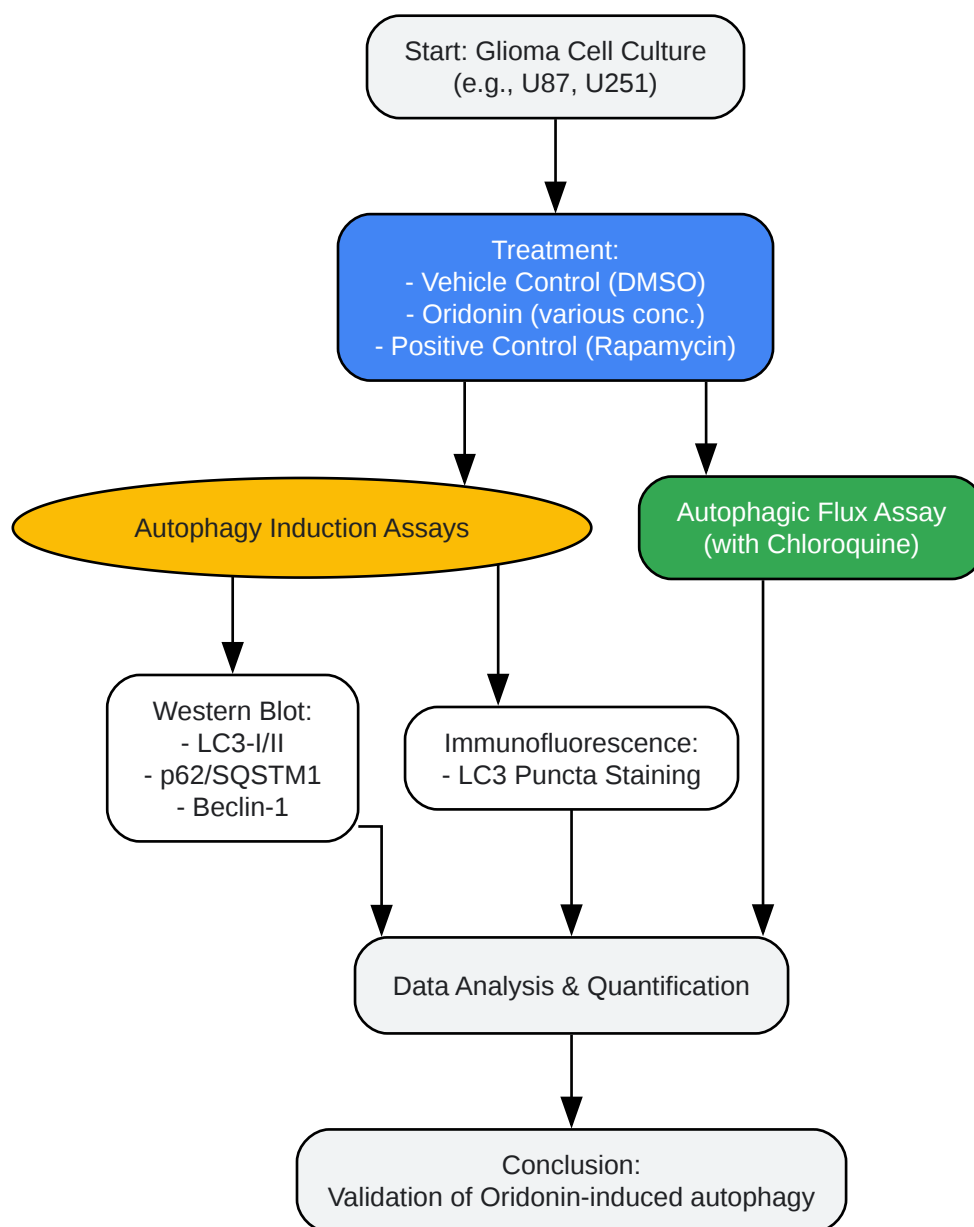 Start: Glioma Cell Culture
(e.g., U87, U251)
Treatment:
- Vehicle Control (DMSO)
- Oridonin (various conc.)
- Positive Control (Rapamycin)
Autophagy Induction Assays
Autophagic Flux Assay
(with Chloroquine)
Western Blot:
- LC3-I/II
- p62/SQSTM1
- Beclin-1
Immunofluorescence:
- LC3 Puncta Staining
Data Analysis & Quantification
Conclusion:
Validation of Oridonin-induced autophagy